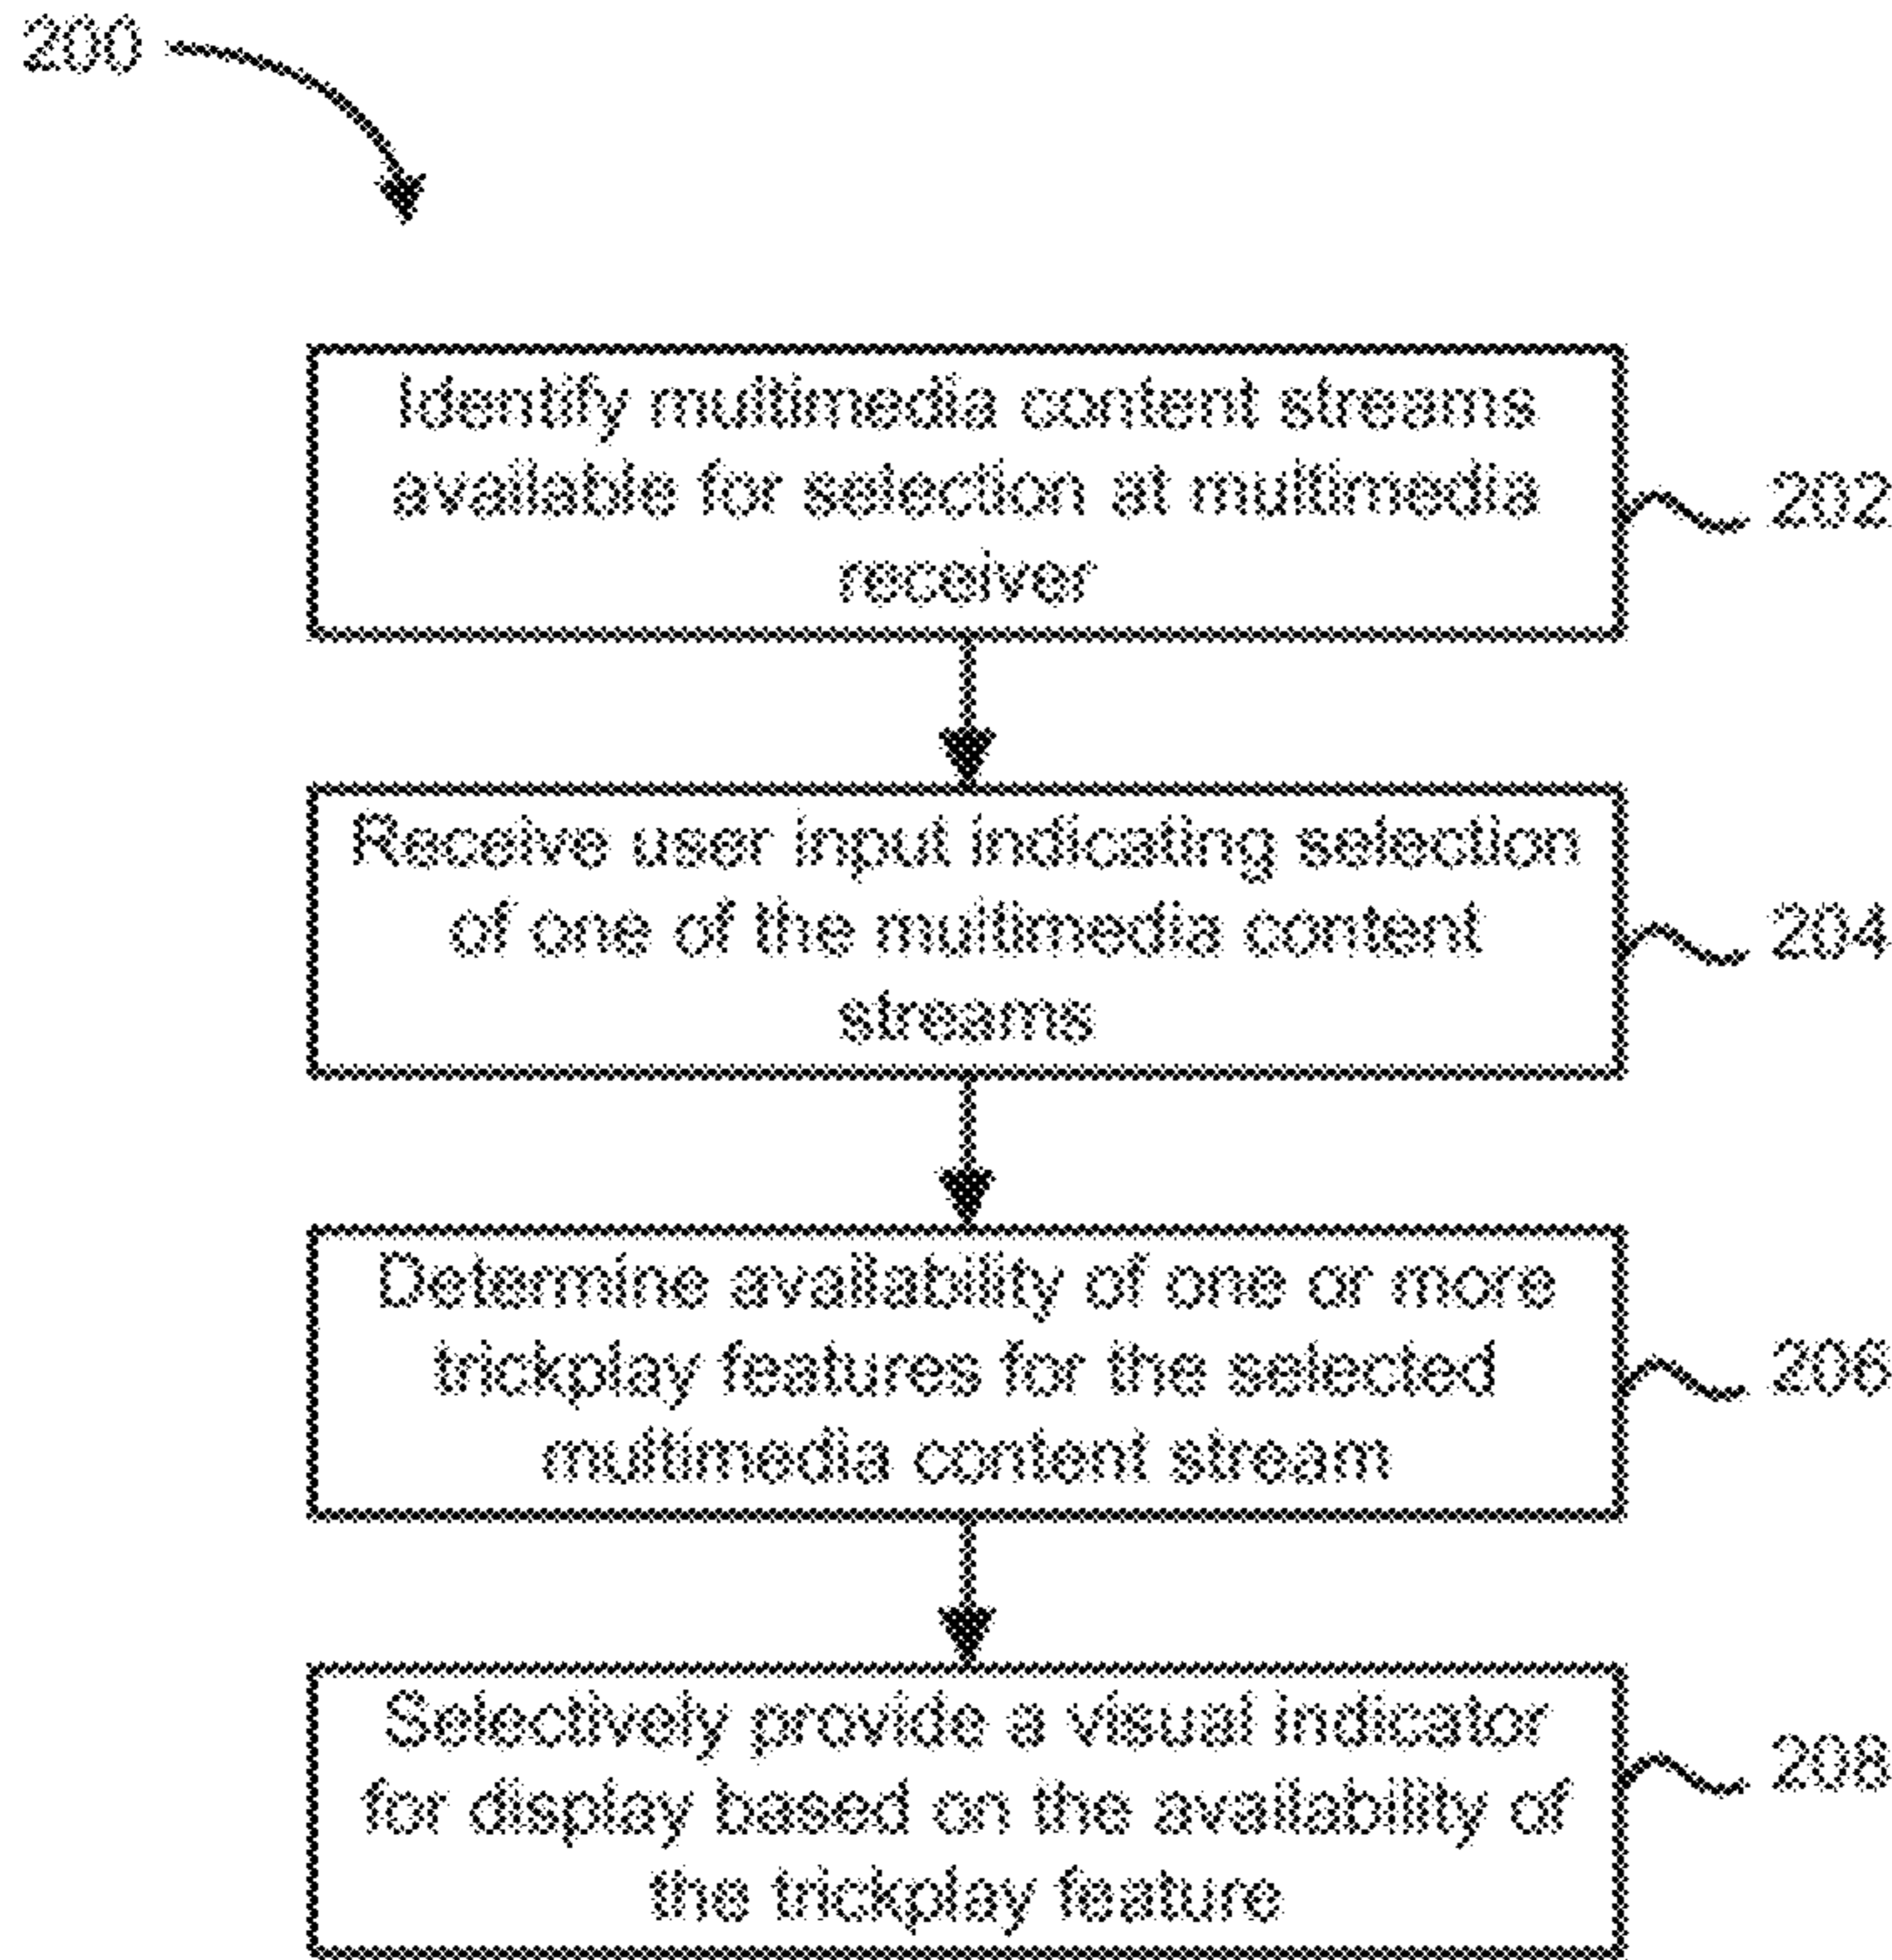 200
Identify multimedia content streams
available for selection at multimedia
receiver
202
Receive user input indicating selection
of one of the multimedia content
streams
204
Determine availability of one or more
trickplay features for the selected
multimedia content stream
206
Selectively provide a visual indicator
for display based on the availability of
the trickplay feature
208